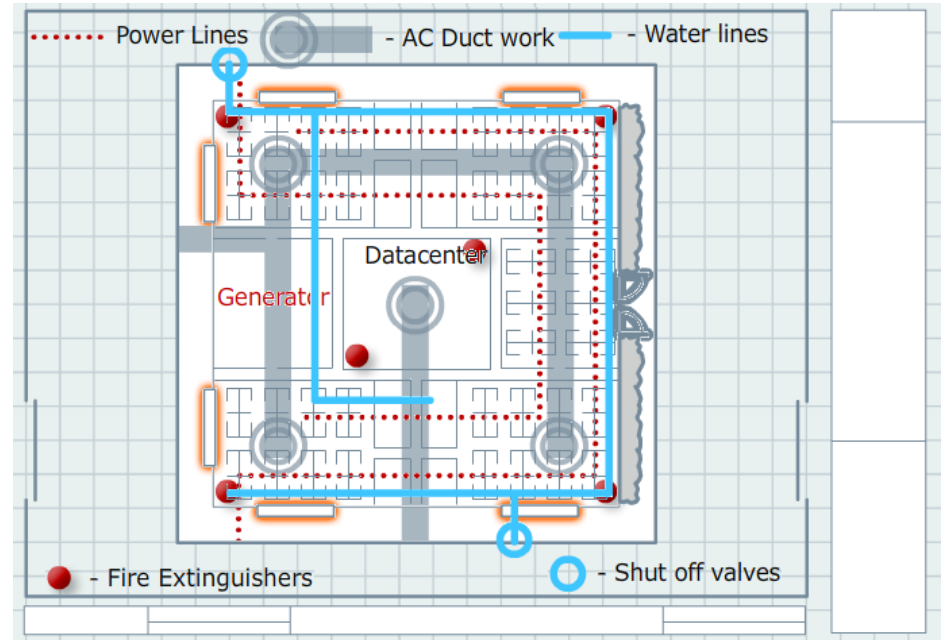 Power Lines
- AC Duct work
- Water lines
Datacenter
Generator
- Fire Extinguishers
- Shut off valves